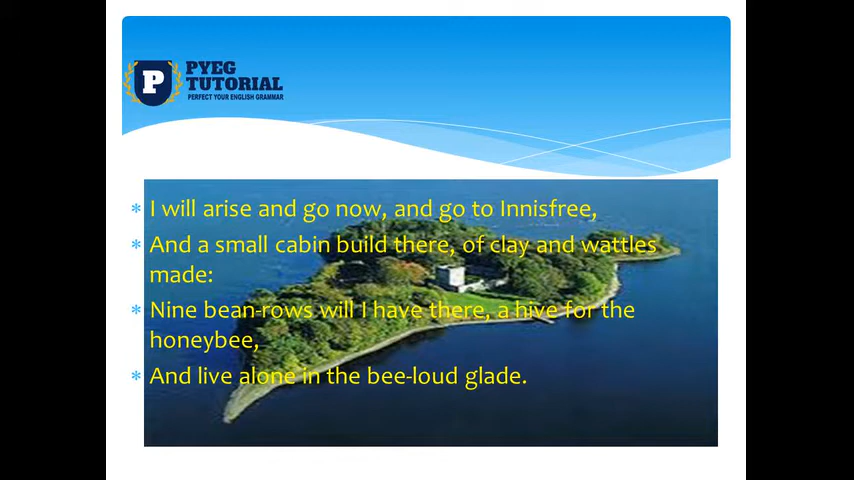 P
PYEG
TUTORIAL
PERFECT YOUR ENGLISH GRAMMAR
I will arise and go now, and go to Innisfree,
And a small cabin build there, of clay and wattles
made:
Nine bean-rows will I have there, a hive for the
honeybee,
And live alone in the bee-loud glade.